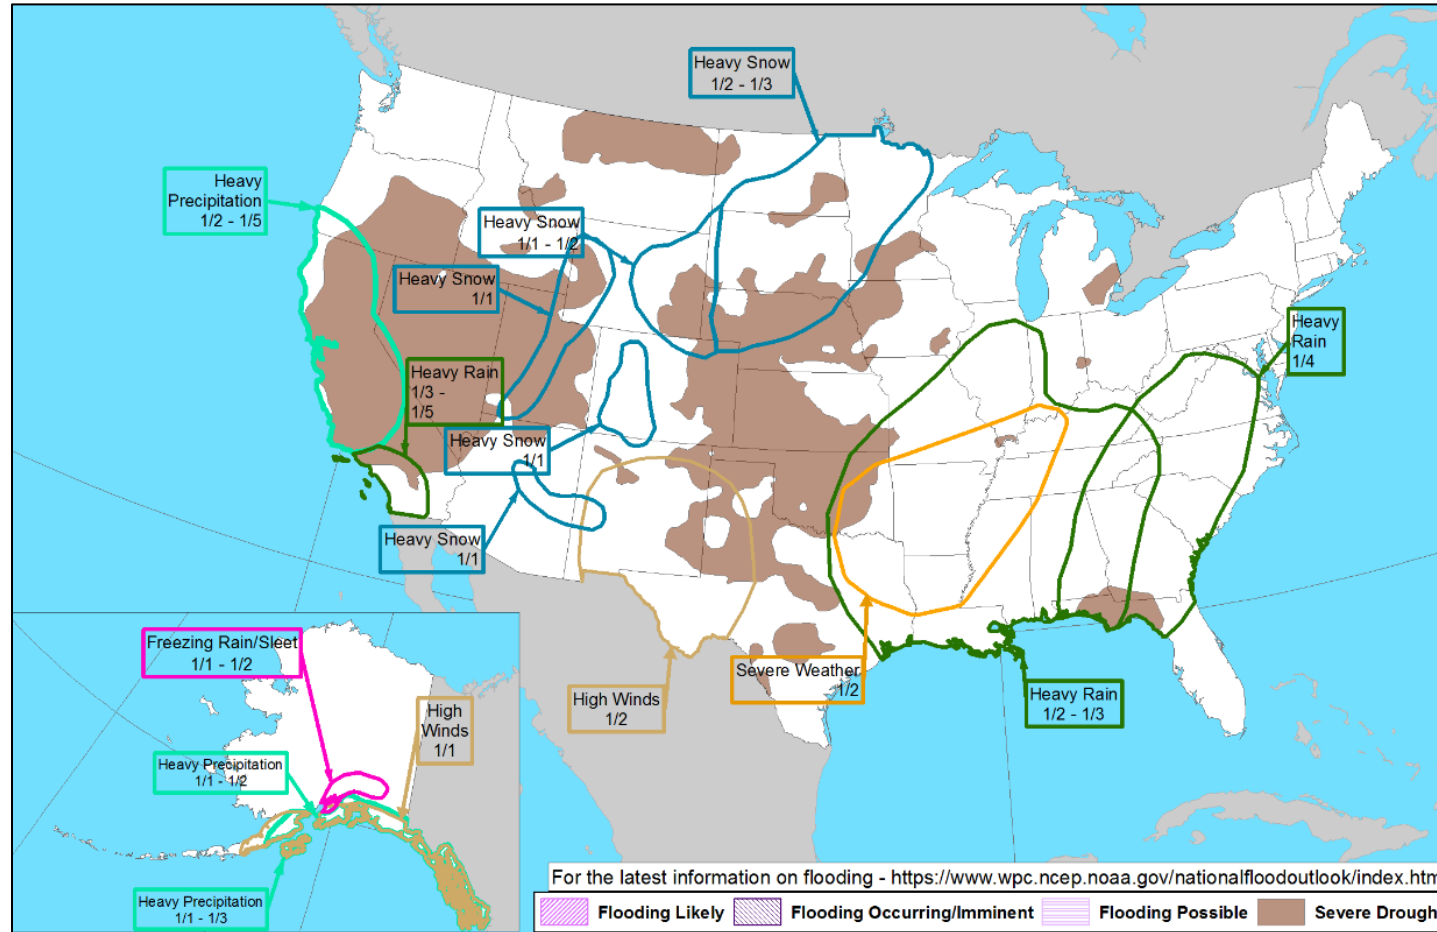 Heavy Snow
1/2 - 1/3
Heavy
Precipitation
1/2 - 1/5
Heavy Snow
1/1 - 1/2
Heavy Snow
1/1
Heavy
Rain
1/4
Heavy Rain
1/3 -
1/5
Heavy Snow
1/1
Heavy Snow
1/1
High Winds
1/2
Severe Weather
1/2
Heavy Rain
1/2 - 1/3
Freezing Rain/Sleet
1/1 - 1/2
High
Winds
1/1
Heavy Precipitation
1/1 - 1/2
Heavy Precipitation
1/1 - 1/3
For the latest information on flooding - https://www.wpc.ncep.noaa.gov/nationalfloodoutlook/index.htm
Flooding Likely Flooding Occurring/Imminent Flooding Possible Severe Drough